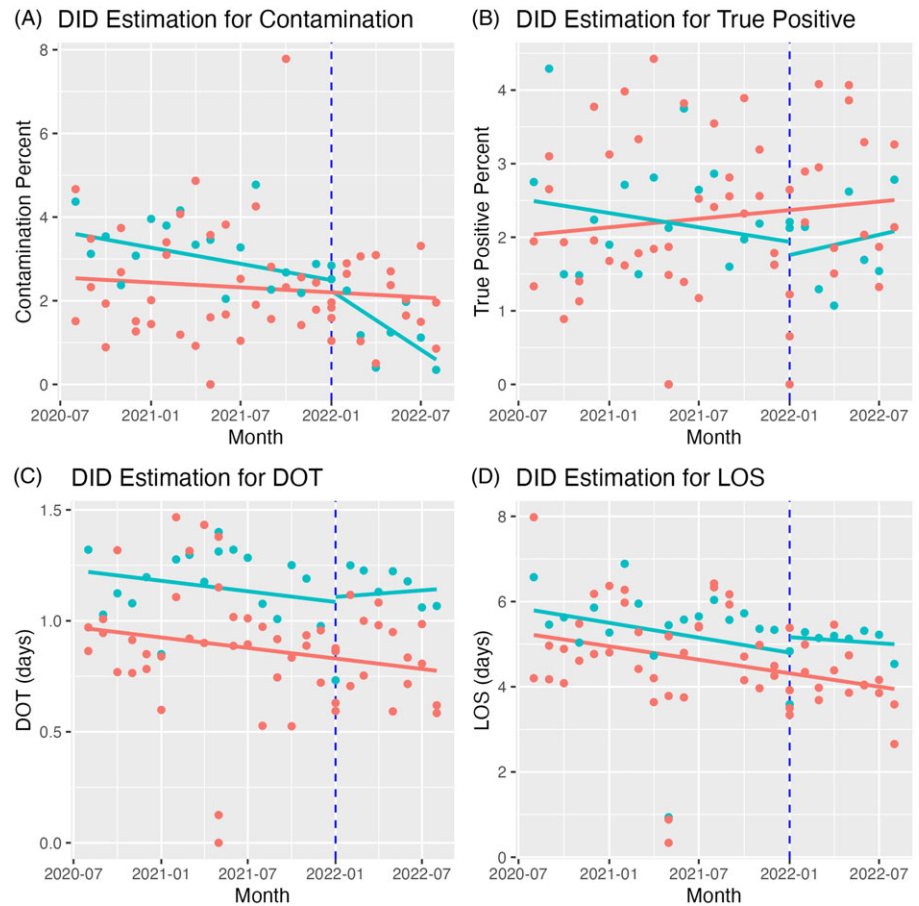 (A) DID Estimation for Contamination
8
6
4
2
0
Contamination Percent
2020-07 2021-01 2021-07 2022-01 2022-07
Month
(B) DID Estimation for True Positive
4
3
2
1
0
True Positive Percent
2020-07 2021-01 2021-07 2022-01 2022-07
Month
(C) DID Estimation for DOT
1.5
1.0
0.5
0.0
DOT (days)
2020-07 2021-01 2021-07 2022-01 2022-07
Month
(D) DID Estimation for LOS
8
6
4
2
0
LOS (days)
2020-07 2021-01 2021-07 2022-01 2022-07
Month